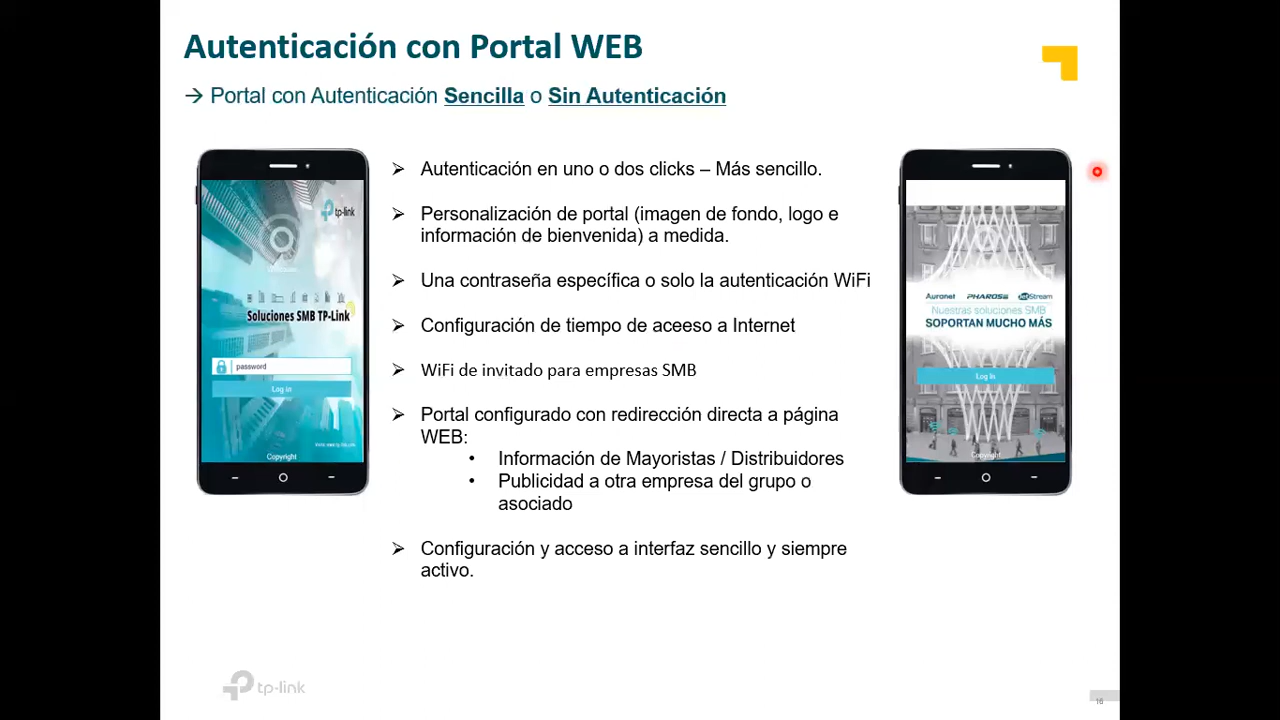 Autenticación con Portal WEB
→ Portal con Autenticación Sencilla o Sin Autenticación
tp-link
Soluciones SMB TP-Link
password
Log in
Copyright
➢ Autenticación en uno o dos clicks – Más sencillo.
➢ Personalización de portal (imagen de fondo, logo e
información de bienvenida) a medida.
➢ Una contraseña específica o solo la autenticación WiFi
➢ Configuración de tiempo de aceeso a Internet
➢ WiFi de invitado para empresas SMB
➢ Portal configurado con redirección directa a página
WEB:
• Información de Mayoristas / Distribuidores
• Publicidad a otra empresa del grupo o
asociado
➢ Configuración y acceso a interfaz sencillo y siempre
activo.
Auranet PHAROS JetStream
Nuestras soluciones SMB
SOPORTAN MUCHO MÁS
Log In
Copyright
tp-link
16